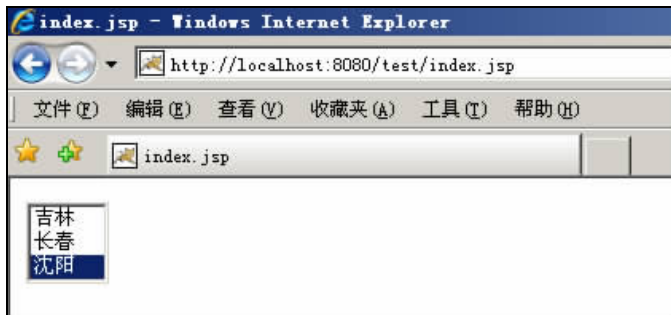 index.jsp - Windows Internet Explorer
http://localhost:8080/test/index.jsp
文件(F) 编辑(E) 查看(V) 收藏夹(A) 工具(T) 帮助(H)
index.jsp
吉林
长春
沈阳